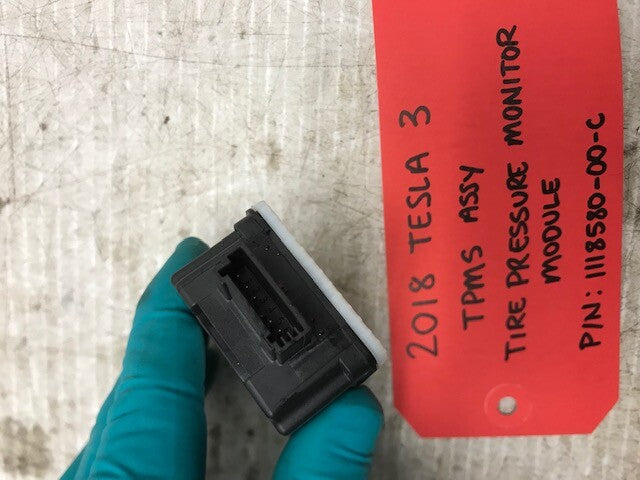 2018 TESLA 3
TPMS ASSY
TIRE PRESSURE MONITOR
MODULE
P/N: 1118580-00-C